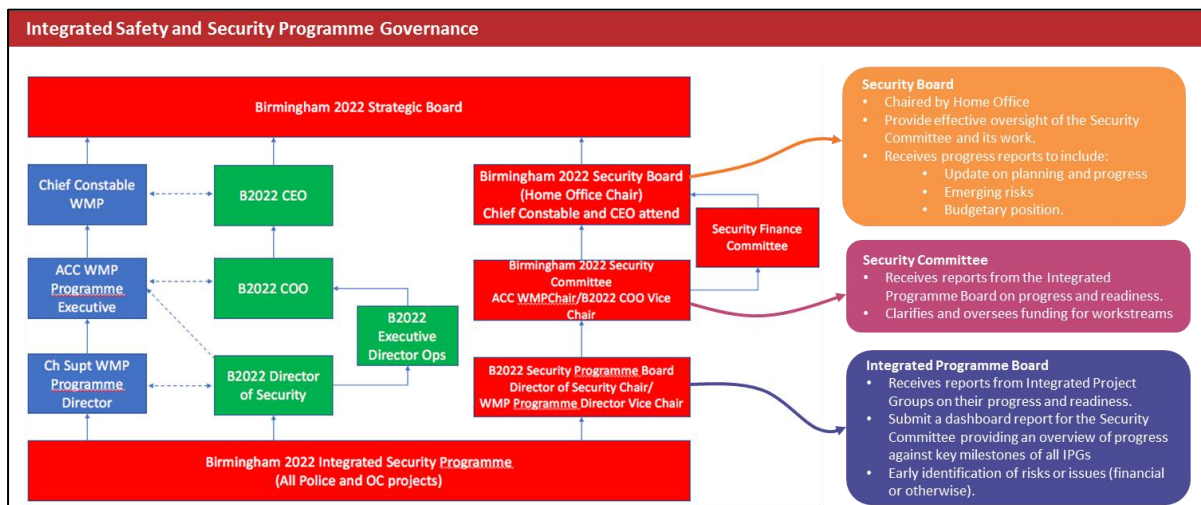 Integrated Safety and Security Programme Governance
Birmingham 2022 Strategic Board
Chief Constable
WMP
B2022 CEO
Birmingham 2022 Security Board
(Home Office Chair)
Chief Constable and CEO attend
Security Finance
Committee
ACC WMP
Programme
Executive
B2022 COO
Birmingham 2022 Security
Committee
ACC WMPChair/B2022 COO Vice
Chair
B2022
Executive
Director Ops
Ch Supt WMP
Programme
Director
B2022 Director
of Security
B2022 Security Programme Board
Director of Security Chair/
WMP Programme Director Vice Chair
Birmingham 2022 Integrated Security Programme
(All Police and OC projects)
Security Board
• Chaired by Home Office
• Provide effective oversight of the Security
Committee and its work.
• Receives progress reports to include:
• Update on planning and progress
• Emerging risks
• Budgetary position.
Security Committee
• Receives reports from the Integrated
Programme Board on progress and readiness.
• Clarifies and oversees funding for workstreams
Integrated Programme Board
• Receives reports from Integrated Project
Groups on their progress and readiness.
• Submit a dashboard report for the Security
Committee providing an overview of progress
against key milestones of all IPGs
• Early identification of risks or issues (financial
or otherwise).